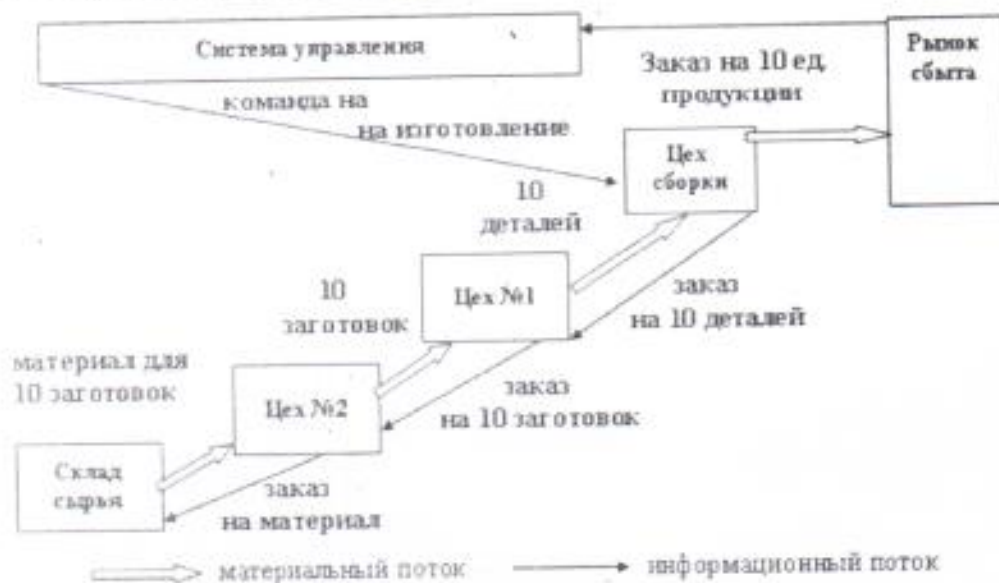 Система управления
Рынок
сбыта
Заказ на 10 ед.
продукции
команда на
на изготовление
Цех
сборки
10
деталей
Цех №1
заказ
на 10 деталей
10
заготовок
материал для
10 заготовок
Цех №2
заказ
на 10 заготовок
Склад
сырья
заказ
на материал
материальный поток
информационный поток